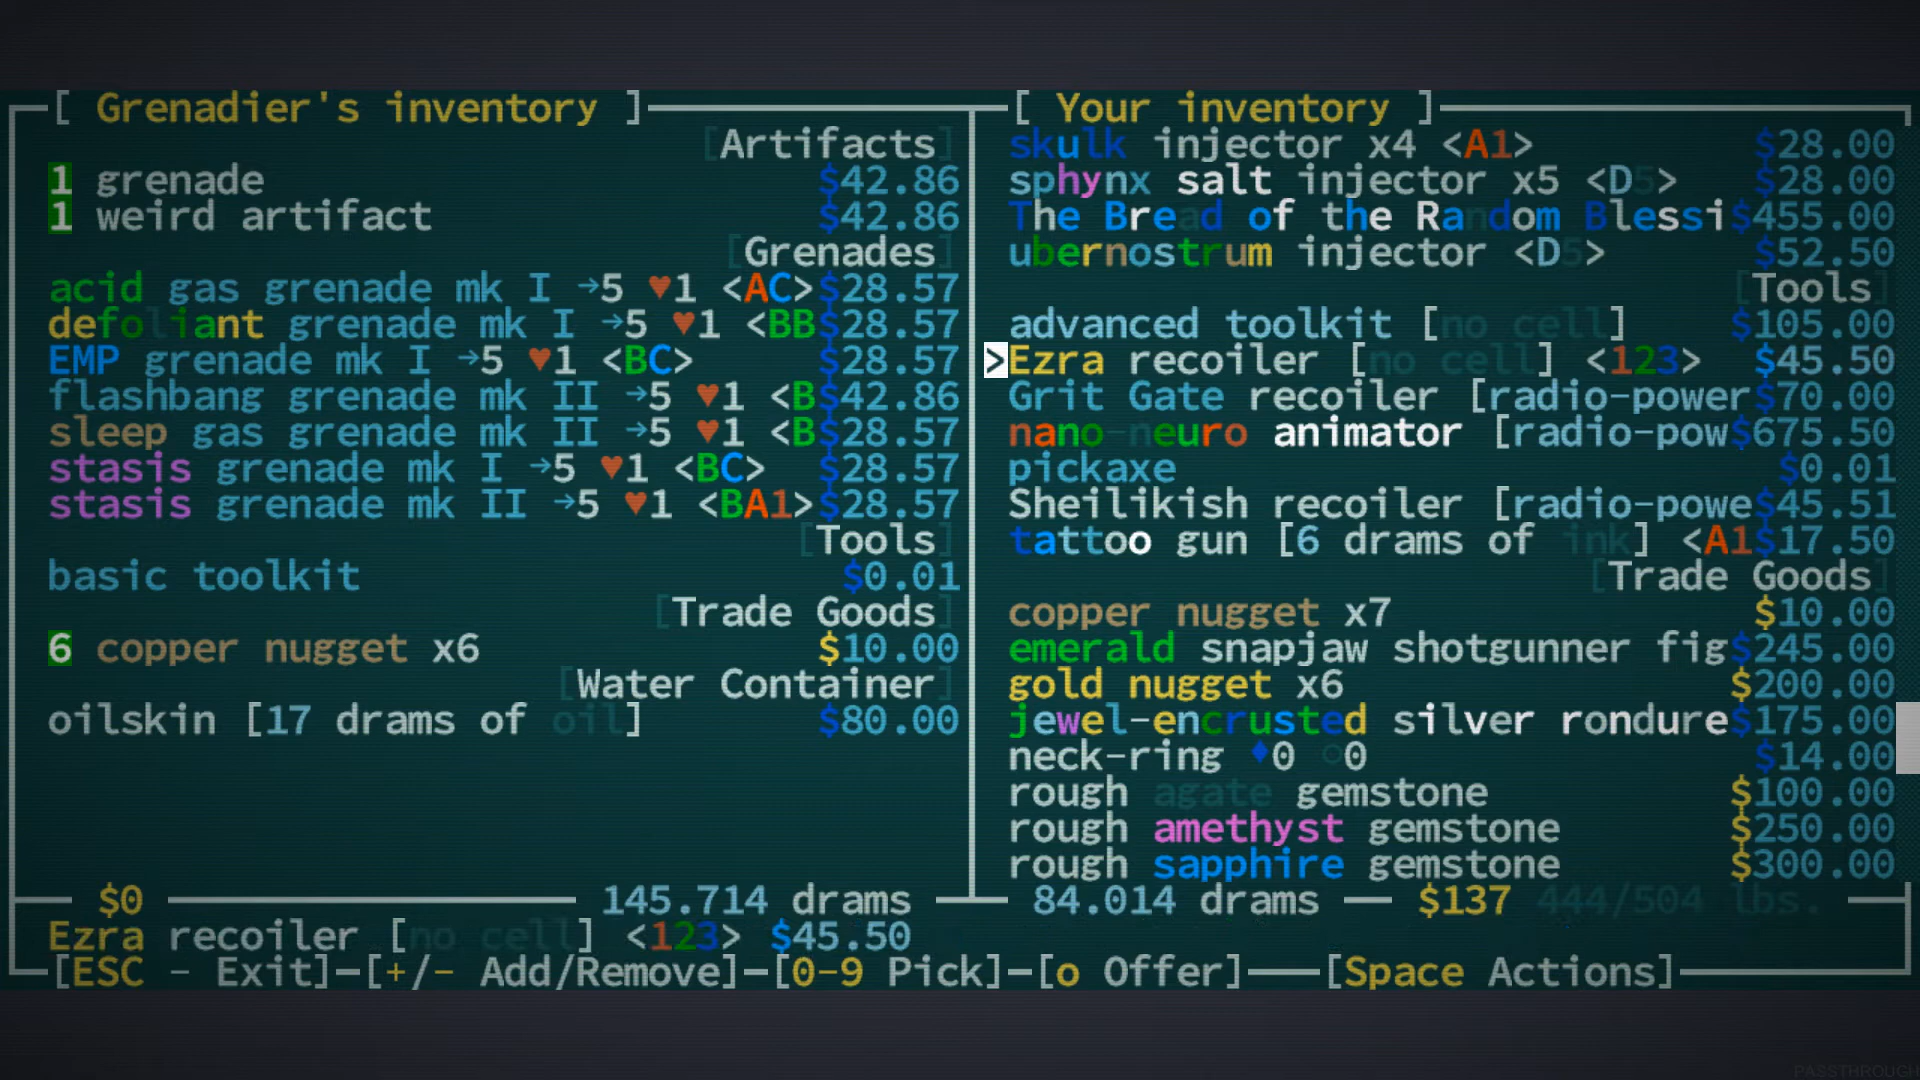 [ Grenadier's inventory ]
[Artifacts]
1 grenade $42.86
1 weird artifact $42.86
[Grenades]
acid gas grenade mk I →5 ♥1 <AC>$28.57
defoliant grenade mk I →5 ♥1 <BB$28.57
EMP grenade mk I →5 ♥1 <BC> $28.57
flashbang grenade mk II →5 ♥1 <B$42.86
sleep gas grenade mk II →5 ♥1 <B$28.57
stasis grenade mk I →5 ♥1 <BC> $28.57
stasis grenade mk II →5 ♥1 <BA1>$28.57
[Tools]
basic toolkit $0.01
[Trade Goods]
6 copper nugget x6 $10.00
[Water Container]
oilskin [17 drams of oil] $80.00
$0 145.714 drams
[ Your inventory ]
skulk injector x4 <A1> $28.00
sphynx salt injector x5 <D5> $28.00
The Bread of the Random Blessi$455.00
ubernostrum injector <D5> $52.50
[Tools]
advanced toolkit [no cell] $105.00
>Ezra recoiler [no cell] <123> $45.50
Grit Gate recoiler [radio-power$70.00
nano-neuro animator [radio-pow$675.50
pickaxe $0.01
Sheilikish recoiler [radio-powe$45.51
tattoo gun [6 drams of ink] <A1$17.50
[Trade Goods]
copper nugget x7 $10.00
emerald snapjaw shotgunner fig$245.00
gold nugget x6 $200.00
jewel-encrusted silver rondure$175.00
neck-ring ♦0 ○0 $14.00
rough agate gemstone $100.00
rough amethyst gemstone $250.00
rough sapphire gemstone $300.00
84.014 drams $137 444/504 lbs.
Ezra recoiler [no cell] <123> $45.50
[ESC - Exit]—[+/- Add/Remove]—[0-9 Pick]—[o Offer]——[Space Actions]
PASSTHROUGH